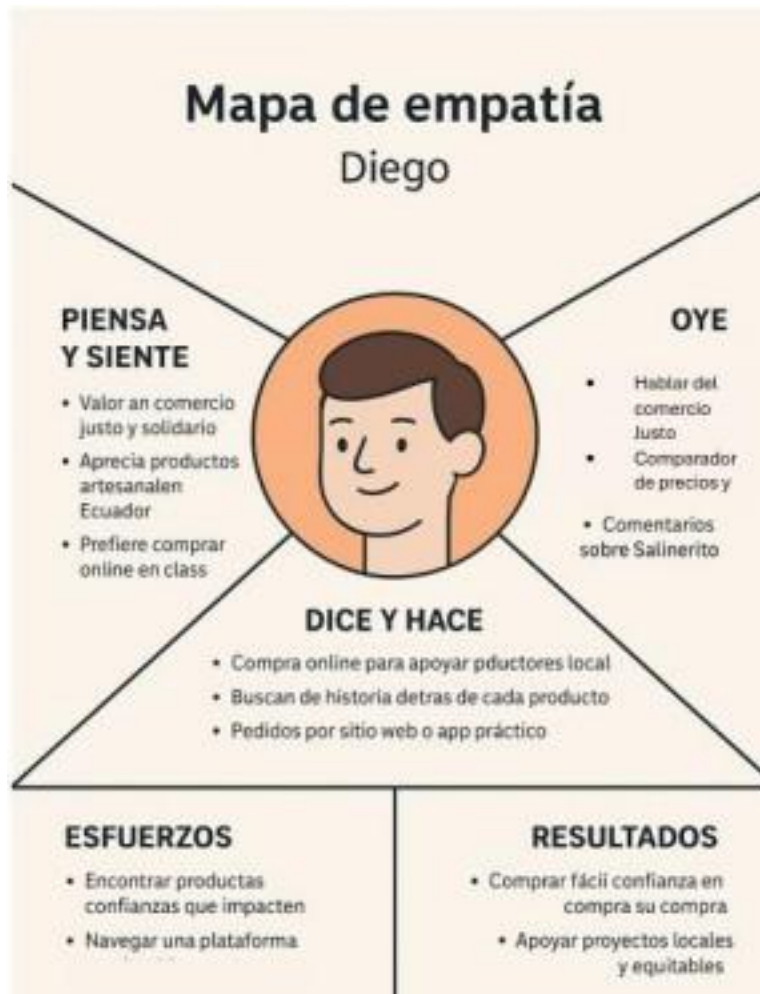 Mapa de empatía
Diego
PIENSA
Y SIENTE
• Valor an comercio
justo y solidario
• Aprecia productos
artesanalen
Ecuador
• Prefiere comprar
online en class
OYE
• Hablar del
comercio
Justo
• Comparador
de precios y
• Comentarios
sobre Salinerito
DICE Y HACE
• Compra online para apoyar pductores local
• Buscan de historia detras de cada producto
• Pedidos por sitio web o app práctico
ESFUERZOS
• Encontrar productas
confianzas que impacten
• Navegar una plataforma
RESULTADOS
• Comprar fácii confianza en
compra su compra
• Apoyar proyectos locales
y equitables